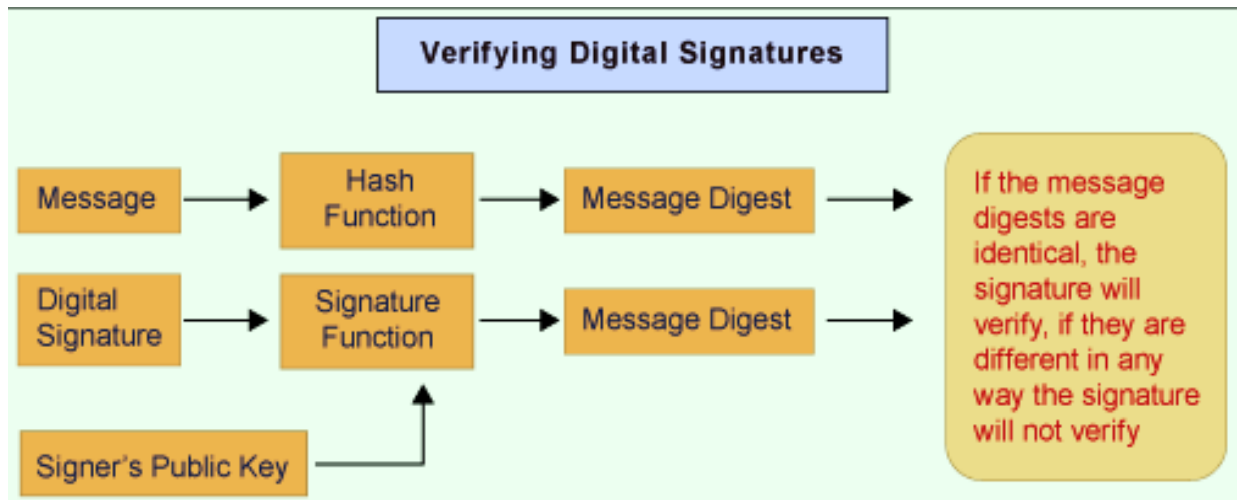 Verifying Digital Signatures
Message
Hash
Function
Message Digest
Digital
Signature
Signature
Function
Message Digest
Signer's Public Key
If the message
digests are
identical, the
signature will
verify, if they are
different in any
way the signature
will not verify